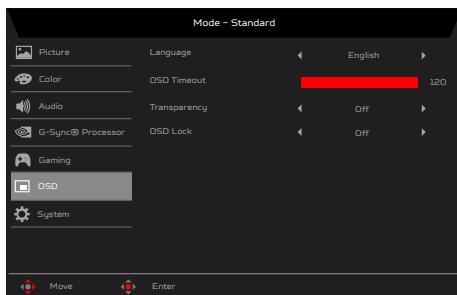 Mode - Standard
Picture
Language
English
Color
OSD Timeout
120
Audio
Transparency
Off
G-Sync® Processor
OSD Lock
Off
Gaming
OSD
System
Move
Enter